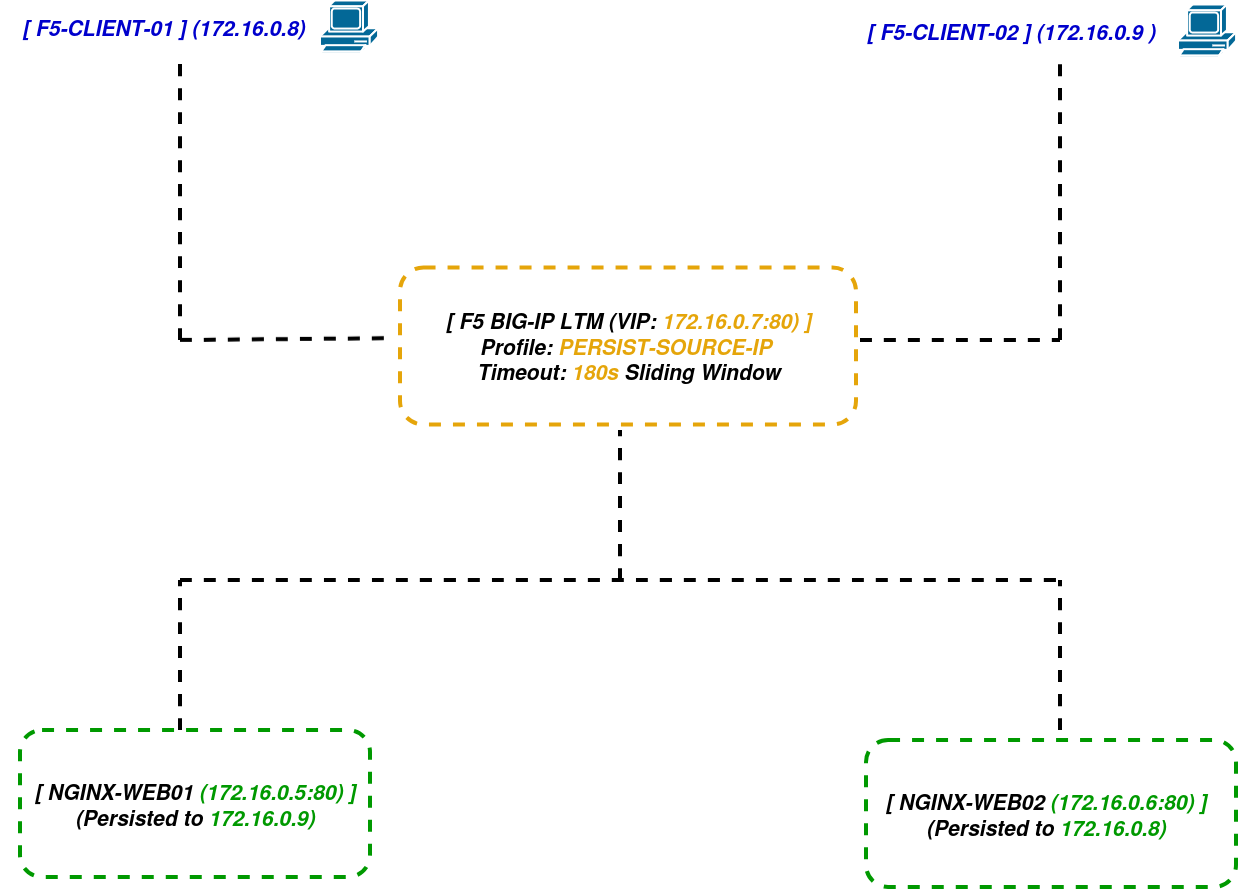 [ F5-CLIENT-01 ] (172.16.0.8)
[ F5-CLIENT-02 ] (172.16.0.9 )
[ F5 BIG-IP LTM (VIP: 172.16.0.7:80) ]
Profile: PERSIST-SOURCE-IP
Timeout: 180s Sliding Window
[ NGINX-WEB01 (172.16.0.5:80) ]
(Persisted to 172.16.0.9)
[ NGINX-WEB02 (172.16.0.6:80) ]
(Persisted to 172.16.0.8)